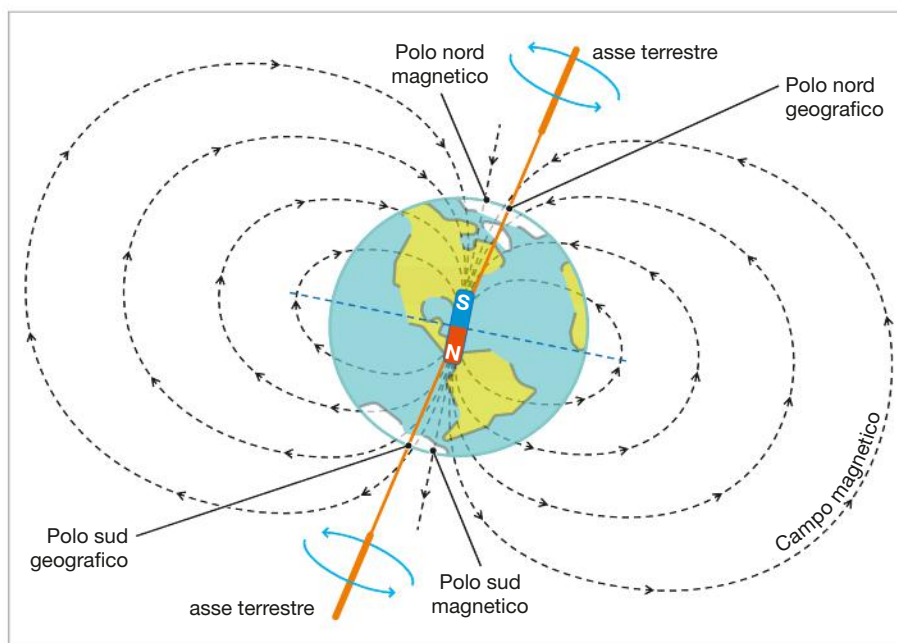 Polo nord
magnetico
asse terrestre
Polo nord
geografico
S
N
Campo magnetico
Polo sud
geografico
Polo sud
magnetico
asse terrestre